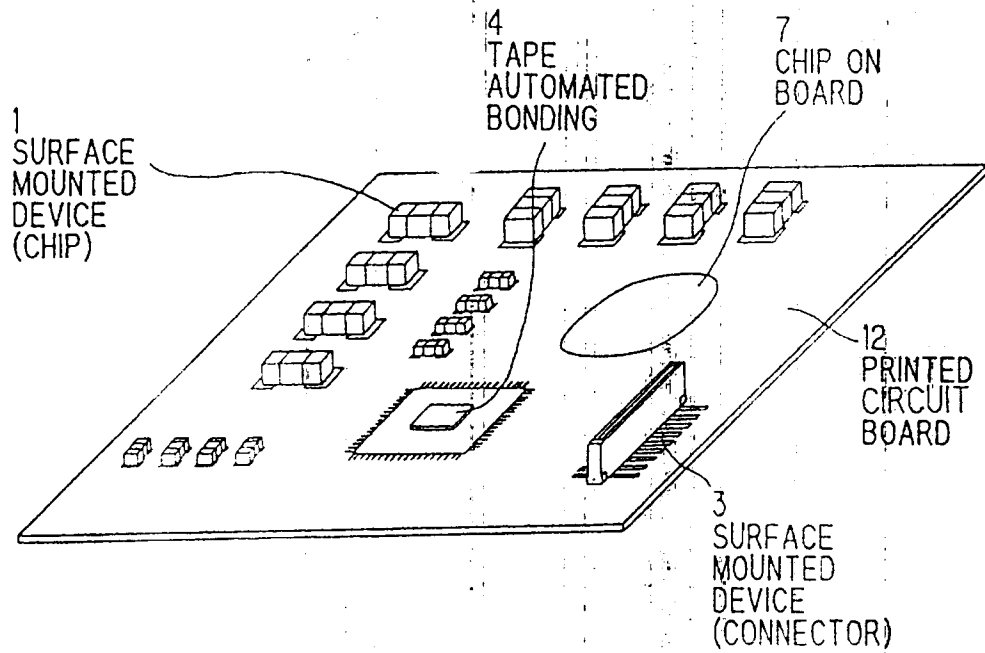 4
TAPE
AUTOMATED
BONDING
7
CHIP ON
BOARD
1
SURFACE
MOUNTED
DEVICE
(CHIP)
12
PRINTED
CIRCUIT
BOARD
3
SURFACE
MOUNTED
DEVICE
(CONNECTOR)